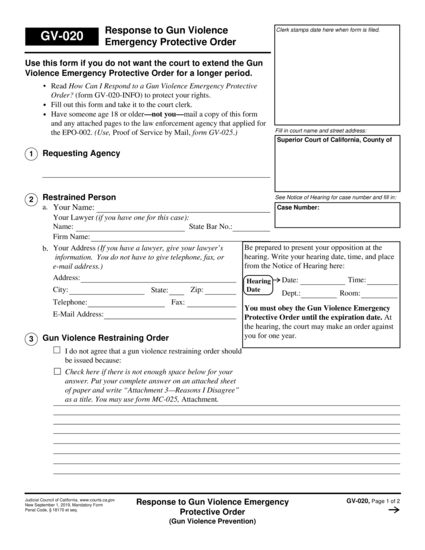 GV-020
Response to Gun Violence
Emergency Protective Order
Clerk stamps date here when form is filed.
Use this form if you do not want the court to extend the Gun
Violence Emergency Protective Order for a longer period.
• Read How Can I Respond to a Gun Violence Emergency Protective
Order? (form GV-020-INFO) to protect your rights.
• Fill out this form and take it to the court clerk.
• Have someone age 18 or older—not you—mail a copy of this form
and any attached pages to the law enforcement agency that applied for
the EPO-002. (Use, Proof of Service by Mail, form GV-025.)
Fill in court name and street address:
Superior Court of California, County of
1 Requesting Agency
See Notice of Hearing for case number and fill in:
Case Number:
2 Restrained Person
a. Your Name:
Your Lawyer (if you have one for this case):
Name: State Bar No.:
Firm Name:
b. Your Address (If you have a lawyer, give your lawyer's
information. You do not have to give telephone, fax, or
e-mail address.)
Address:
City: State: Zip:
Telephone: Fax:
E-Mail Address:
Be prepared to present your opposition at the
hearing. Write your hearing date, time, and place
from the Notice of Hearing here:
Hearing Date → Date: Time:
Dept.: Room:
You must obey the Gun Violence Emergency
Protective Order until the expiration date. At
the hearing, the court may make an order against
you for one year.
3 Gun Violence Restraining Order
I do not agree that a gun violence restraining order should
be issued because:
Check here if there is not enough space below for your
answer. Put your complete answer on an attached sheet
of paper and write “Attachment 3—Reasons I Disagree”
as a title. You may use form MC-025, Attachment.
Judicial Council of California, www.courts.ca.gov
New September 1, 2019, Mandatory Form
Penal Code, § 18170 et seq.
Response to Gun Violence Emergency
Protective Order
(Gun Violence Prevention)
GV-020, Page 1 of 2
→